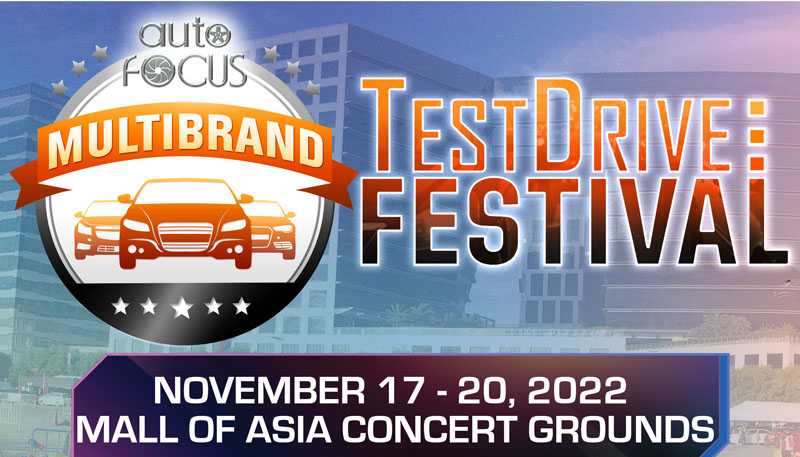 auto
FOCUS
MULTIBRAND
TESTDRIVE
FESTIVAL
NOVEMBER 17 - 20, 2022
MALL OF ASIA CONCERT GROUNDS